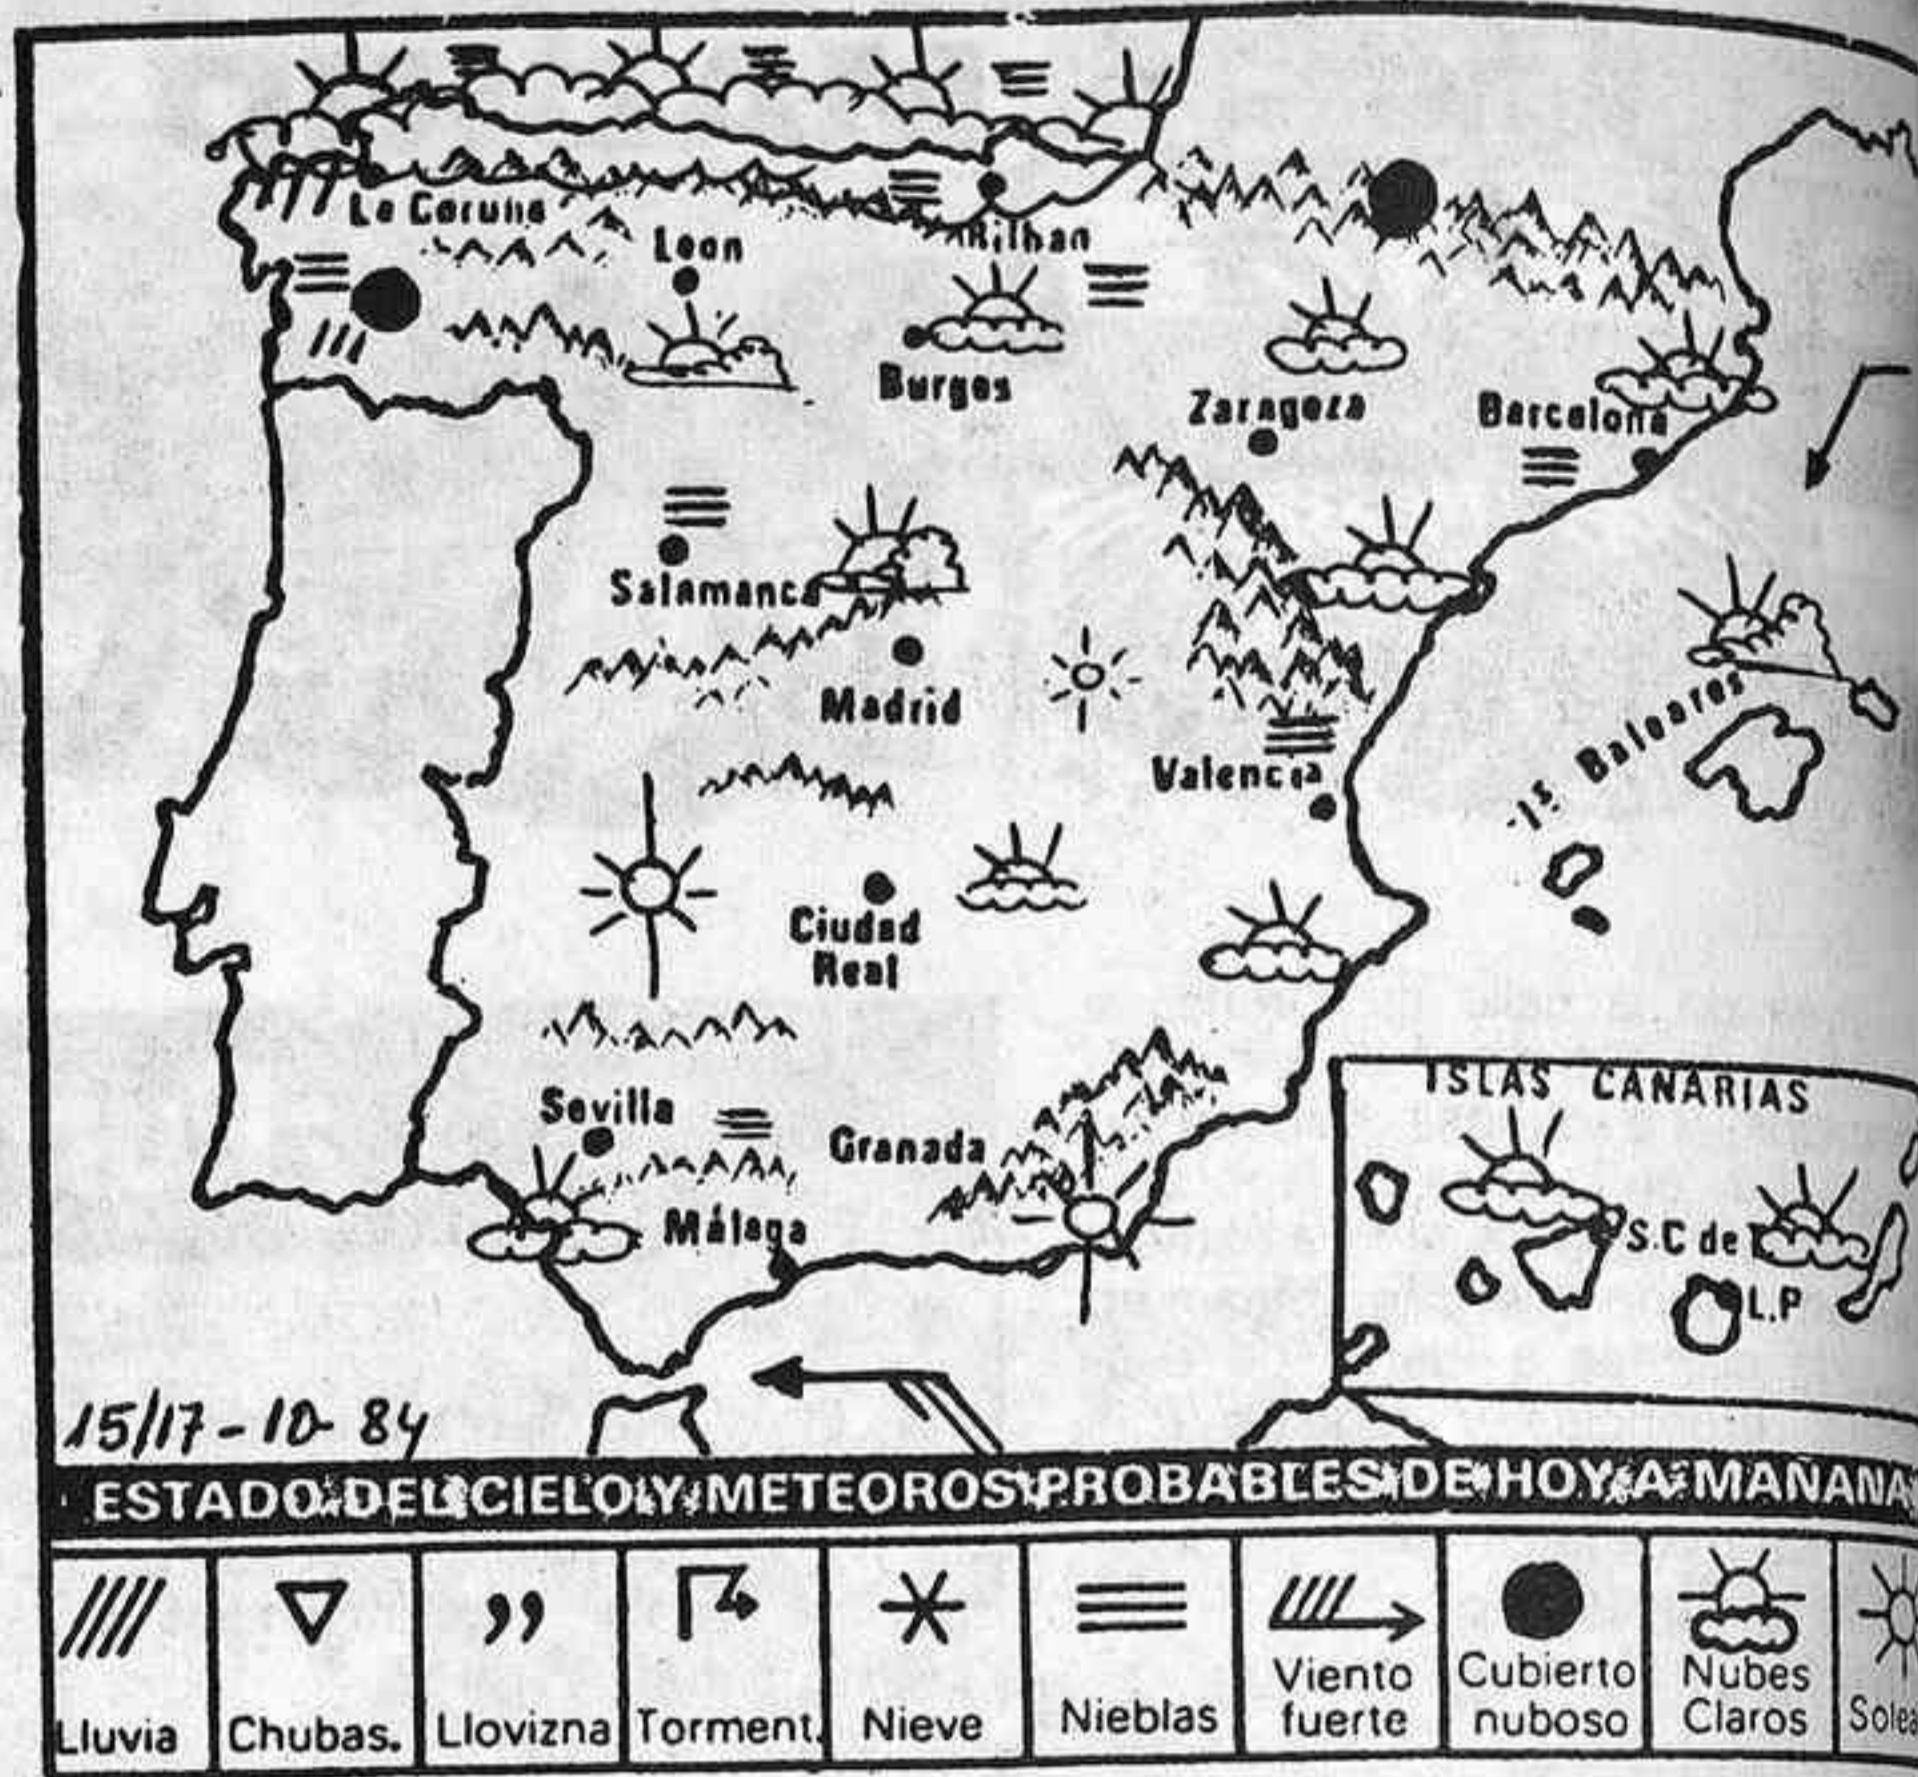 La Coruña
Leon
Bilbao
Burgos
Zaragoza
Barcelona
Salamanca
Madrid
Valencia
Is. Baleares
Ciudad
Real
Sevilla
Granada
Málaga
ISLAS CANARIAS
S.C de
L.P
15/17-10-84
ESTADO DEL CIELO Y METEOROS PROBABLES DE HOY A MAÑANA
Lluvia
Chubas.
Llovizna
Torment.
Nieve
Nieblas
Viento
fuerte
Cubierto
nuboso
Nubes
Claros